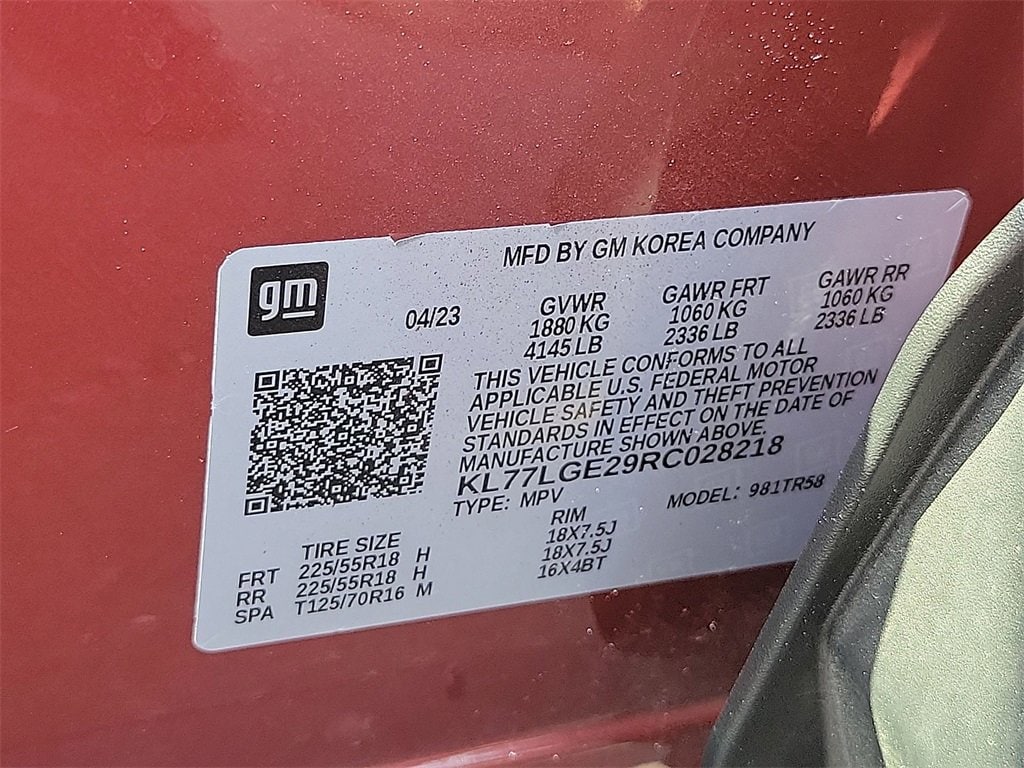 MFD BY GM KOREA COMPANY
gm
04/23
GVWR
1880 KG
4145 LB
GAWR FRT
1060 KG
2336 LB
GAWR RR
1060 KG
2336 LB
THIS VEHICLE CONFORMS TO ALL
APPLICABLE U.S. FEDERAL MOTOR
VEHICLE SAFETY AND THEFT PREVENTION
STANDARDS IN EFFECT ON THE DATE OF
MANUFACTURE SHOWN ABOVE.
KL77LGE29RC028218
TYPE: MPV MODEL: 981TR58
TIRE SIZE RIM
FRT 225/55R18 H 18X7.5J
RR 225/55R18 H 18X7.5J
SPA T125/70R16 M 16X4BT